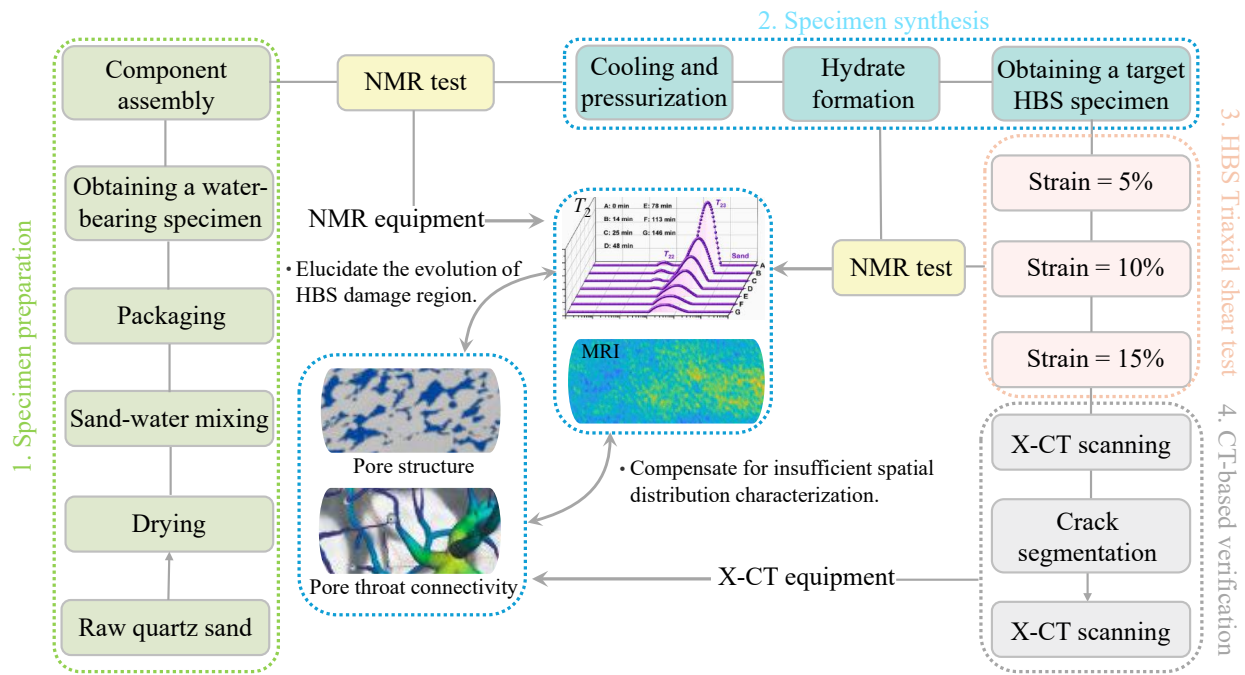 2. Specimen synthesis
Component
assembly
NMR test
Cooling and
pressurization
Hydrate
formation
Obtaining a target
HBS specimen
1. Specimen preparation
Obtaining a water-
bearing specimen
Packaging
Sand-water mixing
Drying
Raw quartz sand
NMR equipment
• Elucidate the evolution of
HBS damage region.
T2
A: 0 min E: 78 min
B: 14 min F: 113 min
C: 25 min G: 146 min
D: 48 min
T23
T22
Sand
A
B
C
D
E
F
G
MRI
NMR test
3. HBS Triaxial shear test
Strain = 5%
Strain = 10%
Strain = 15%
Pore structure
Pore throat connectivity
• Compensate for insufficient spatial
distribution characterization.
X-CT equipment
4. CT-based verification
X-CT scanning
Crack
segmentation
X-CT scanning